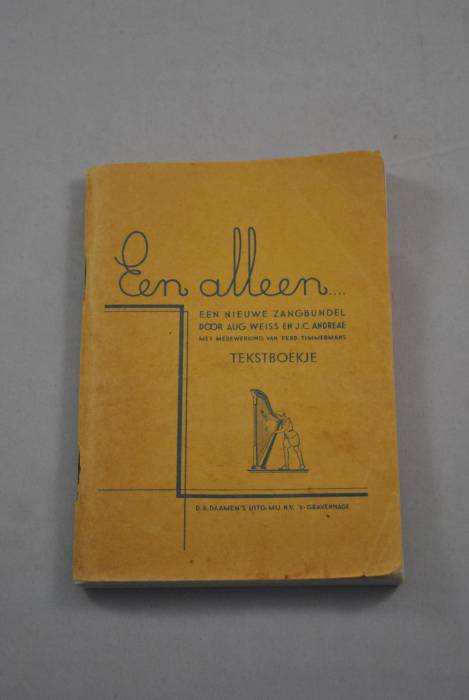 Een alleen....
EEN NIEUWE ZANGBUNDEL
DOOR AUG. WEISS EN J.C. ANDREAE
MET MEDEWERKING VAN FERD. TIMMERMANS
TEKSTBOEKJE
D.A. DAAMEN'S UITG. MIJ N.V. 's-GRAVENHAGE